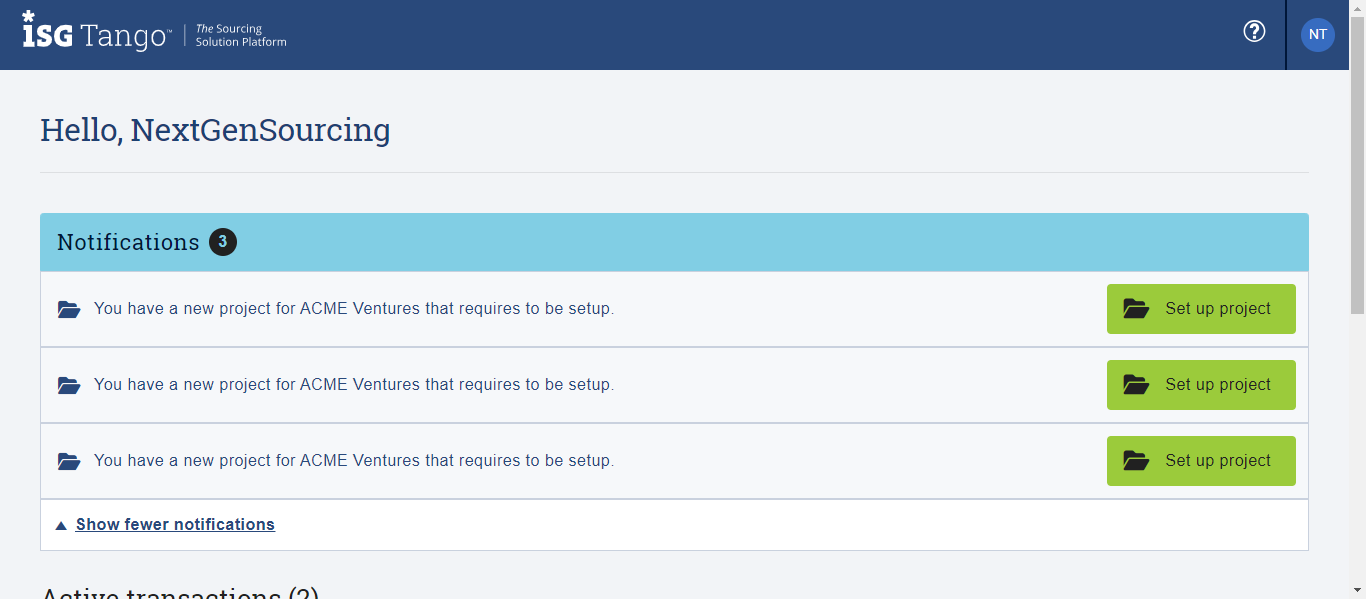 iSG Tango™ The Sourcing
Solution Platform
NT
Hello, NextGenSourcing
Notifications 3
You have a new project for ACME Ventures that requires to be setup.
Set up project
You have a new project for ACME Ventures that requires to be setup.
Set up project
You have a new project for ACME Ventures that requires to be setup.
Set up project
Show fewer notifications
Active transactions (2)